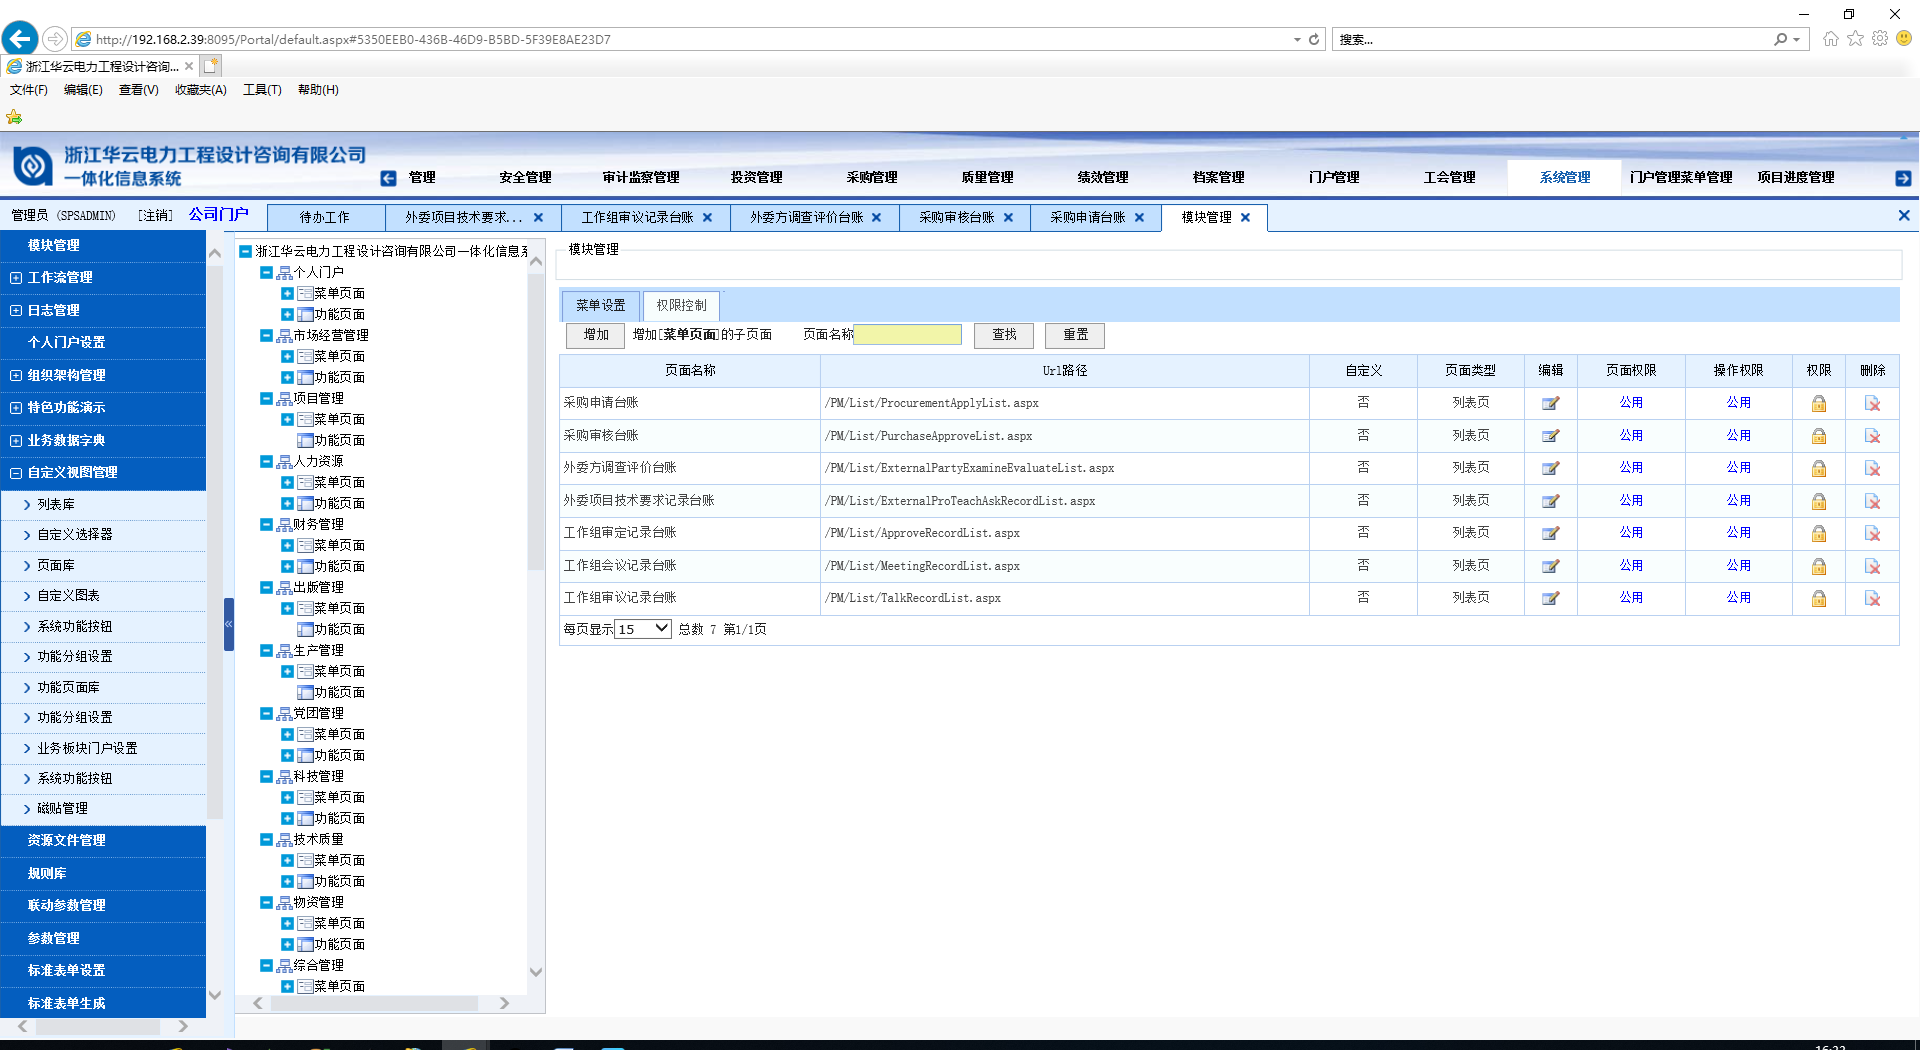 http://192.168.2.39:8095/Portal/default.aspx#5350EEB0-436B-46D9-B5BD-5F39E8AE23D7
搜索...
浙江华云电力工程设计咨询...
文件(F) 编辑(E) 查看(V) 收藏夹(A) 工具(T) 帮助(H)
浙江华云电力工程设计咨询有限公司
一体化信息系统
管理 安全管理 审计监察管理 投资管理 采购管理 质量管理 绩效管理 档案管理 门户管理 工会管理 系统管理 门户管理菜单管理 项目进度管理
管理员 (SPSADMIN) [注销] 公司门户
待办工作 外委项目技术要求... 工作组审议记录台账 外委方调查评价台账 采购审核台账 采购申请台账 模块管理
模块管理
工作流管理
日志管理
个人门户设置
组织架构管理
特色功能演示
业务数据字典
自定义视图管理
列表库
自定义选择器
页面库
自定义图表
系统功能按钮
功能分组设置
功能页面库
功能分组设置
业务板块门户设置
系统功能按钮
磁贴管理
资源文件管理
规则库
联动参数管理
参数管理
标准表单设置
标准表单生成
浙江华云电力工程设计咨询有限公司一体化信息系
个人门户
菜单页面
功能页面
市场经营管理
菜单页面
功能页面
项目管理
菜单页面
功能页面
人力资源
菜单页面
功能页面
财务管理
菜单页面
功能页面
出版管理
菜单页面
功能页面
生产管理
菜单页面
功能页面
党团管理
菜单页面
功能页面
科技管理
菜单页面
功能页面
技术质量
菜单页面
功能页面
物资管理
菜单页面
功能页面
综合管理
菜单页面
模块管理
菜单设置 权限控制
增加 增加[菜单页面]的子页面 页面名称 查找 重置
页面名称 Url路径 自定义 页面类型 编辑 页面权限 操作权限 权限 删除
采购申请台账 /PM/List/ProcurementApplyList.aspx 否 列表页 公用 公用
采购审核台账 /PM/List/PurchaseApproveList.aspx 否 列表页 公用 公用
外委方调查评价台账 /PM/List/ExternalPartyExamineEvaluateList.aspx 否 列表页 公用 公用
外委项目技术要求记录台账 /PM/List/ExternalProTeachAskRecordList.aspx 否 列表页 公用 公用
工作组审定记录台账 /PM/List/ApproveRecordList.aspx 否 列表页 公用 公用
工作组会议记录台账 /PM/List/MeetingRecordList.aspx 否 列表页 公用 公用
工作组审议记录台账 /PM/List/TalkRecordList.aspx 否 列表页 公用 公用
每页显示 15 总数 7 第1/1页